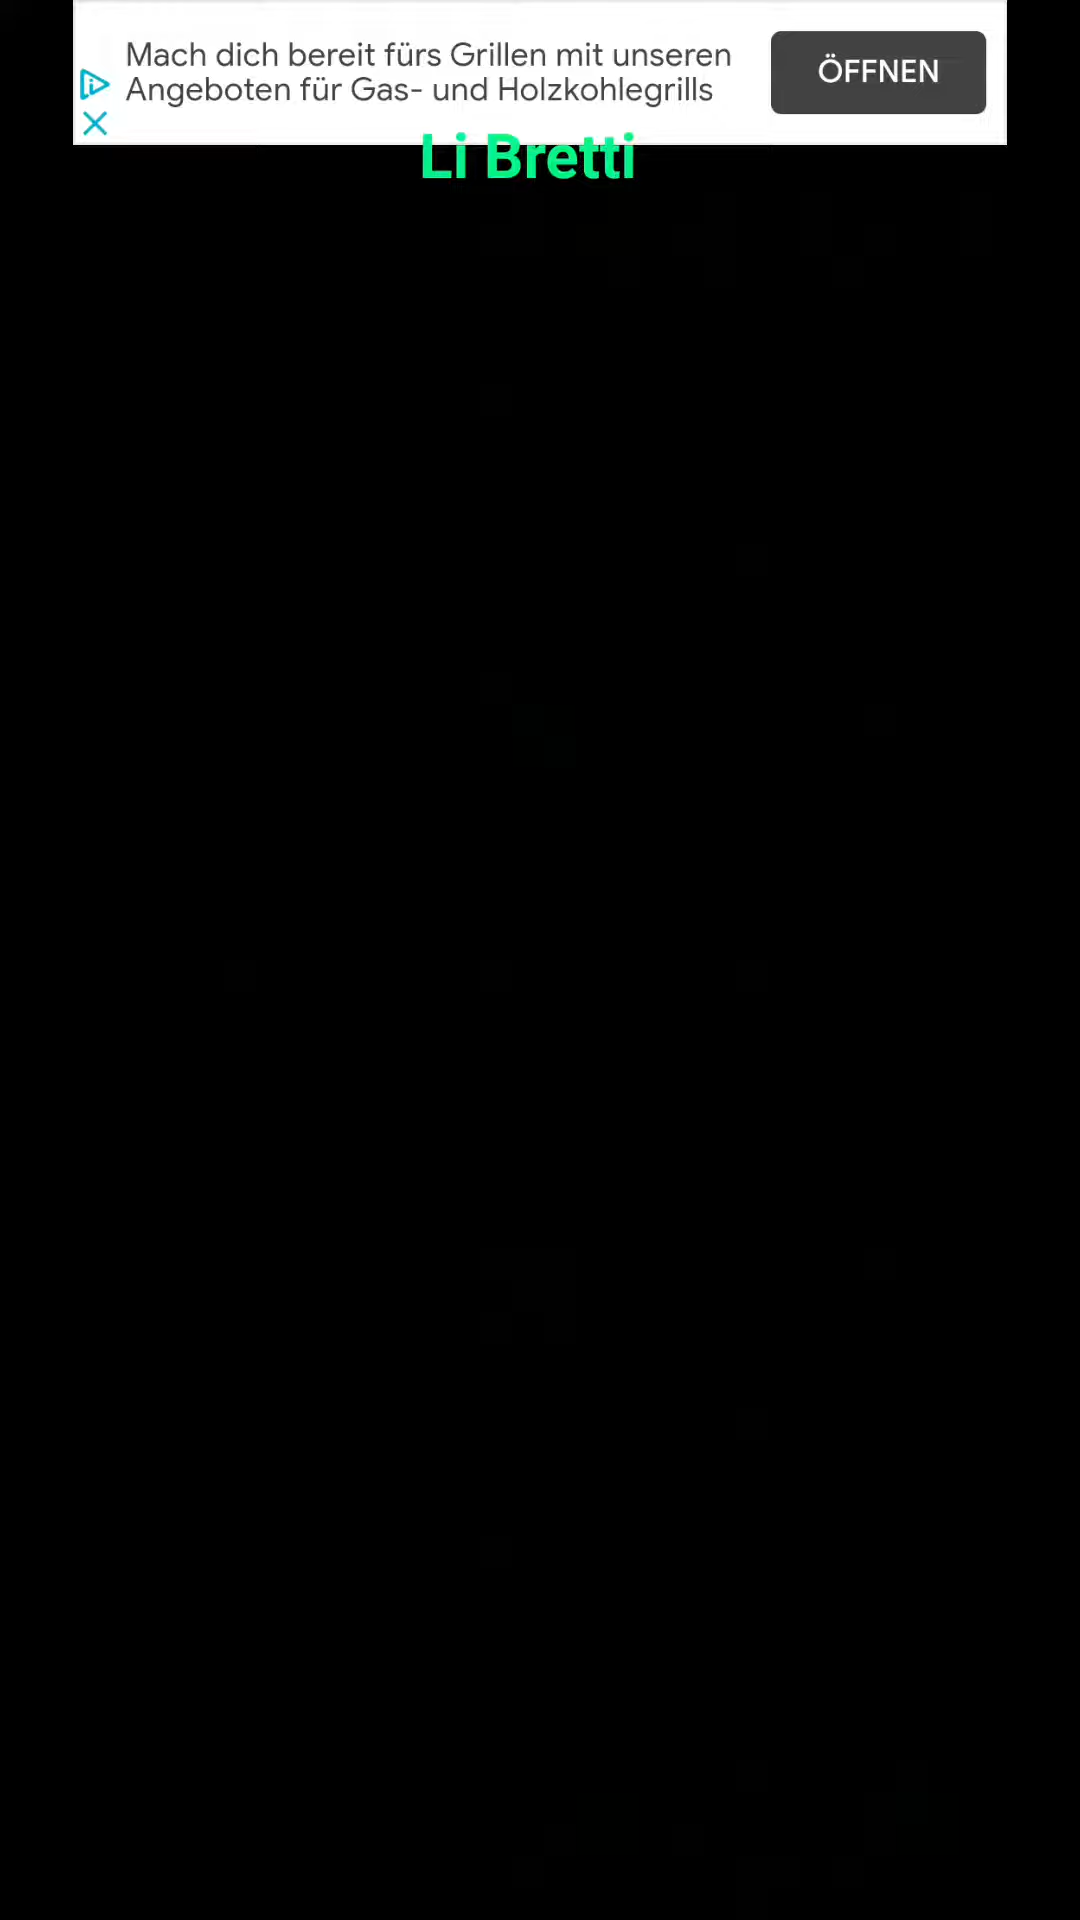 Mach dich bereit fürs Grillen mit unseren
Angeboten für Gas- und Holzkohlegrills
ÖFFNEN
Li Bretti